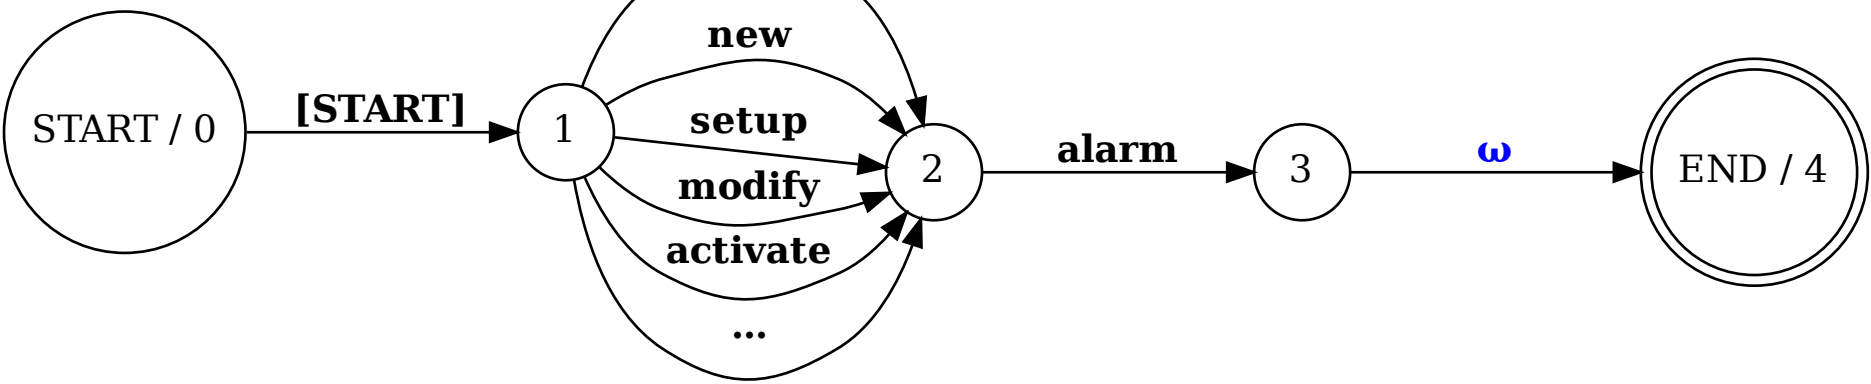 START / 0
[START]
1
new
setup
modify
activate
...
2
alarm
3
ω
END / 4